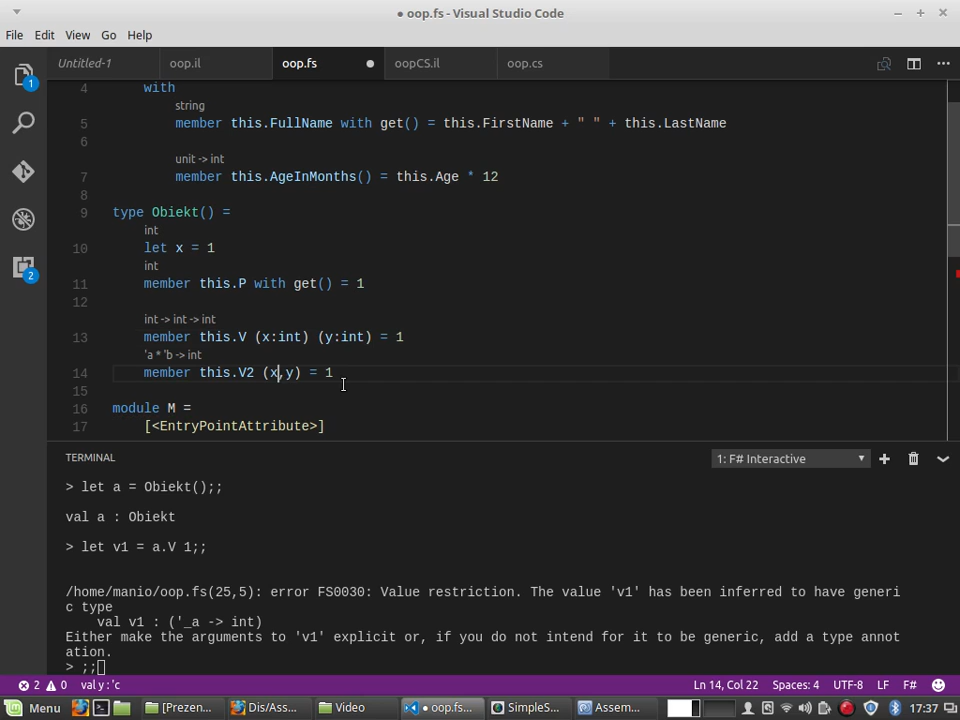 ● oop.fs - Visual Studio Code
File Edit View Go Help
Untitled-1 oop.il oop.fs oopCS.il oop.cs
1
2
4 with
string
5 member this.FullName with get() = this.FirstName + " " + this.LastName
6
unit -> int
7 member this.AgeInMonths() = this.Age * 12
8
9 type Obiekt() =
int
10 let x = 1
int
11 member this.P with get() = 1
12
int -> int -> int
13 member this.V (x:int) (y:int) = 1
'a * 'b -> int
14 member this.V2 (x,y) = 1
15
16 module M =
17 [<EntryPointAttribute>]
TERMINAL 1: F# Interactive
> let a = Obiekt();;
val a : Obiekt
> let v1 = a.V 1;;
/home/manio/oop.fs(25,5): error FS0030: Value restriction. The value 'v1' has been inferred to have generi
c type
val v1 : ('_a -> int)
Either make the arguments to 'v1' explicit or, if you do not intend for it to be generic, add a type annot
ation.
> ;;
2 0 val y : 'c Ln 14, Col 22 Spaces: 4 UTF-8 LF F#
Menu [Prezen... Dis/Ass... Video ● oop.fs... SimpleS... Assem... 17:37